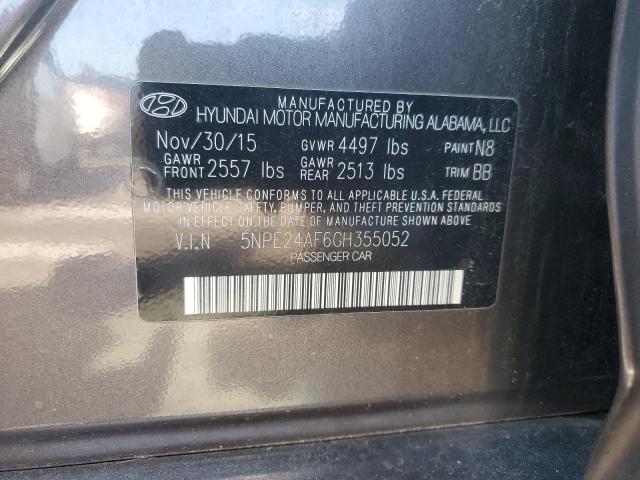 MANUFACTURED BY
HYUNDAI MOTOR MANUFACTURING ALABAMA, LLC
Nov/30/15 GVWR 4497 lbs PAINT N8
GAWR FRONT 2557 lbs GAWR REAR 2513 lbs TRIM BB
THIS VEHICLE CONFORMS TO ALL APPLICABLE U.S.A. FEDERAL
MOTOR VEHICLE SAFETY, BUMPER, AND THEFT PREVENTION STANDARDS
IN EFFECT ON THE DATE OF MANUFACTURE SHOWN ABOVE.
V.I.N 5NPE24AF6GH355052
PASSENGER CAR